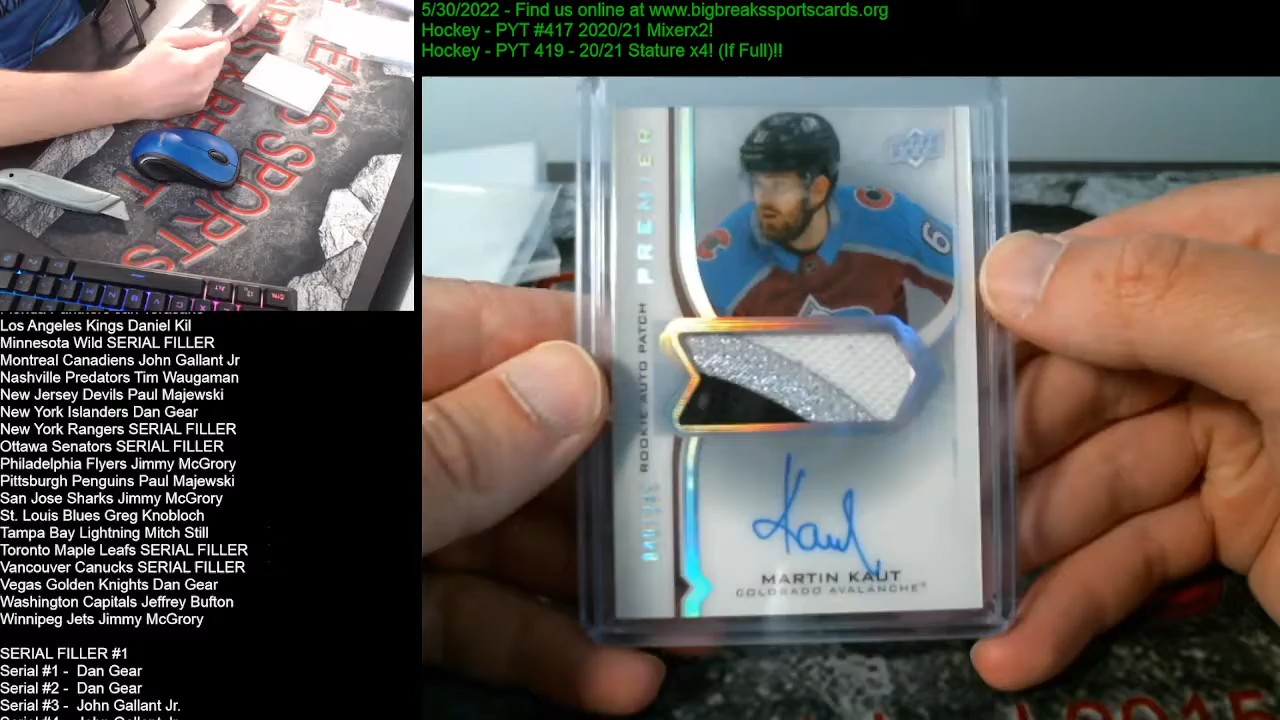 5/30/2022 - Find us online at www.bigbreakssportscards.org
Hockey - PYT #417 2020/21 Mixerx2!
Hockey - PYT 419 - 20/21 Stature x4! (If Full)!!
Los Angeles Kings Daniel Kil
Minnesota Wild SERIAL FILLER
Montreal Canadiens John Gallant Jr
Nashville Predators Tim Waugaman
New Jersey Devils Paul Majewski
New York Islanders Dan Gear
New York Rangers SERIAL FILLER
Ottawa Senators SERIAL FILLER
Philadelphia Flyers Jimmy McGrory
Pittsburgh Penguins Paul Majewski
San Jose Sharks Jimmy McGrory
St. Louis Blues Greg Knobloch
Tampa Bay Lightning Mitch Still
Toronto Maple Leafs SERIAL FILLER
Vancouver Canucks SERIAL FILLER
Vegas Golden Knights Dan Gear
Washington Capitals Jeffrey Bufton
Winnipeg Jets Jimmy McGrory
SERIAL FILLER #1
Serial #1 - Dan Gear
Serial #2 - Dan Gear
Serial #3 - John Gallant Jr.
ROOKIE AUTO PATCH PREMIER
UPPER DECK
6
Kaut
MARTIN KAUT
COLORADO AVALANCHE
SPORTS